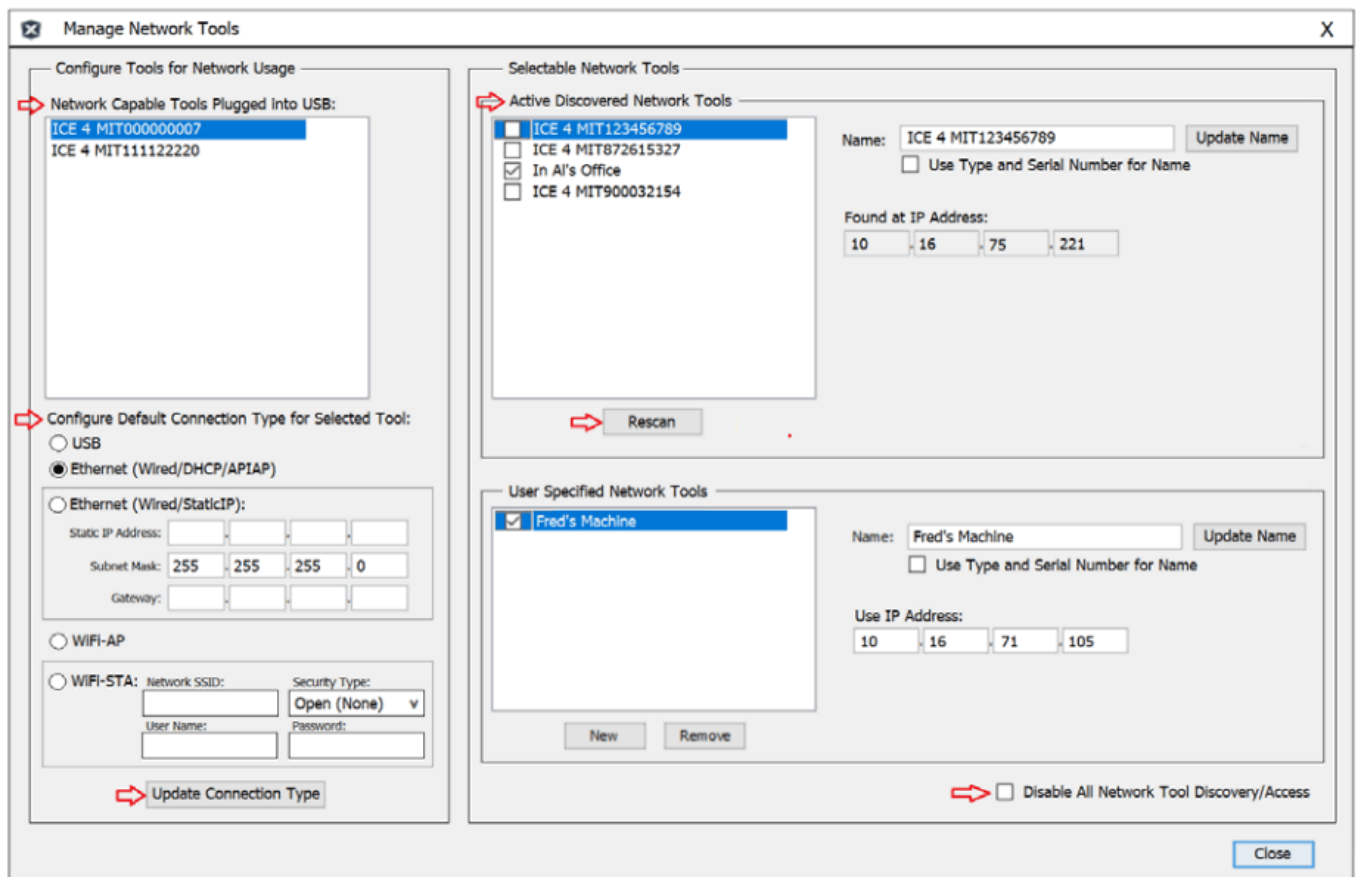 Manage Network Tools X
Configure Tools for Network Usage
Network Capable Tools Plugged into USB:
ICE 4 MIT000000007
ICE 4 MIT111122220
Configure Default Connection Type for Selected Tool:
USB
Ethernet (Wired/DHCP/APIAP)
Ethernet (Wired/StaticIP):
Static IP Address: . . .
Subnet Mask: 255 . 255 . 255 . 0
Gateway: . . .
WiFi-AP
WiFi-STA: Network SSID: Security Type:
Open (None) v
User Name: Password:
Update Connection Type
Selectable Network Tools
Active Discovered Network Tools
ICE 4 MIT123456789
ICE 4 MIT872615327
In Al's Office
ICE 4 MIT900032154
Rescan
Name: ICE 4 MIT123456789 Update Name
Use Type and Serial Number for Name
Found at IP Address:
10 . 16 . 75 . 221
User Specified Network Tools
Fred's Machine
New Remove
Name: Fred's Machine Update Name
Use Type and Serial Number for Name
Use IP Address:
10 . 16 . 71 . 105
Disable All Network Tool Discovery/Access
Close